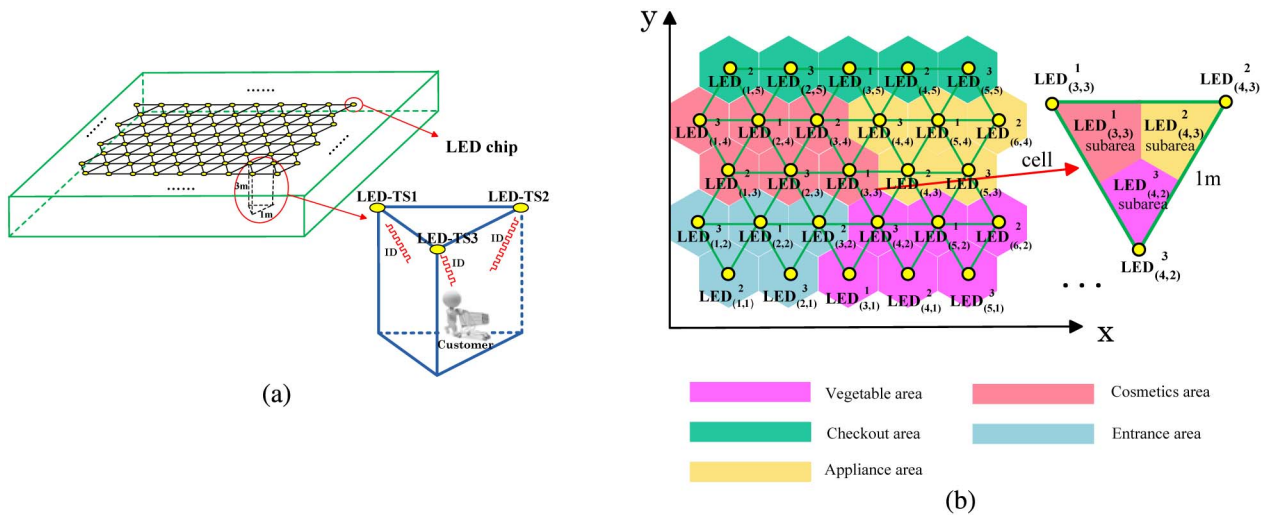 ......
......
......
......
LED chip
3m
1m
LED-TS1
LED-TS2
LED-TS3
ID
ID
ID
Customer
(a)
y
LED 2 (1,5)
LED 3 (2,5)
LED 1 (3,5)
LED 2 (4,5)
LED 3 (5,5)
LED 3 (1,4)
LED 1 (2,4)
LED 2 (3,4)
LED 3 (4,4)
LED 1 (5,4)
LED 2 (6,4)
LED 2 (1,3)
LED 3 (2,3)
LED 1 (3,3)
LED 2 (4,3)
LED 3 (5,3)
LED 3 (1,2)
LED 1 (2,2)
LED 2 (3,2)
LED 3 (4,2)
LED 1 (5,2)
LED 2 (6,2)
LED 2 (1,1)
LED 3 (2,1)
LED 1 (3,1)
LED 2 (4,1)
LED 3 (5,1)
x
cell
LED 1 (3,3)
LED 2 (4,3)
LED 1 (3,3)
subarea
LED 2 (4,3)
subarea
LED 3 (4,2)
subarea
1m
LED 3 (4,2)
...
Vegetable area
Cosmetics area
Checkout area
Entrance area
Appliance area
(b)